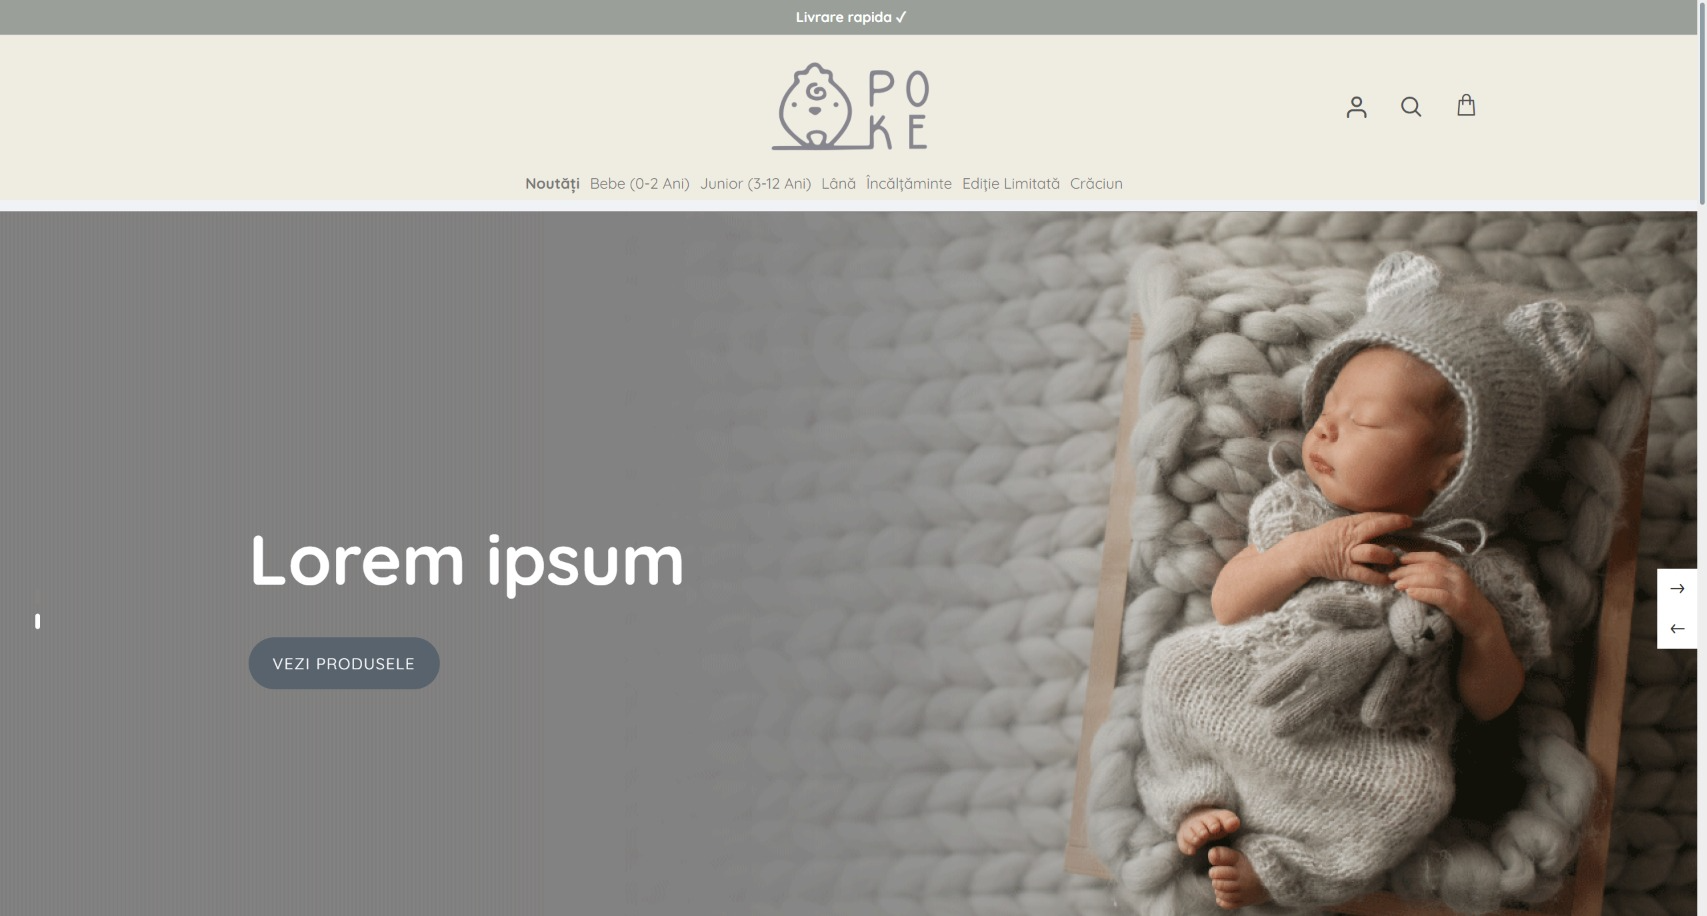 Livrare rapida ✓
PO
KE
Noutăți Bebe (0-2 Ani) Junior (3-12 Ani) Lână Încălțăminte Ediție Limitată Crăciun
Lorem ipsum
VEZI PRODUSELE